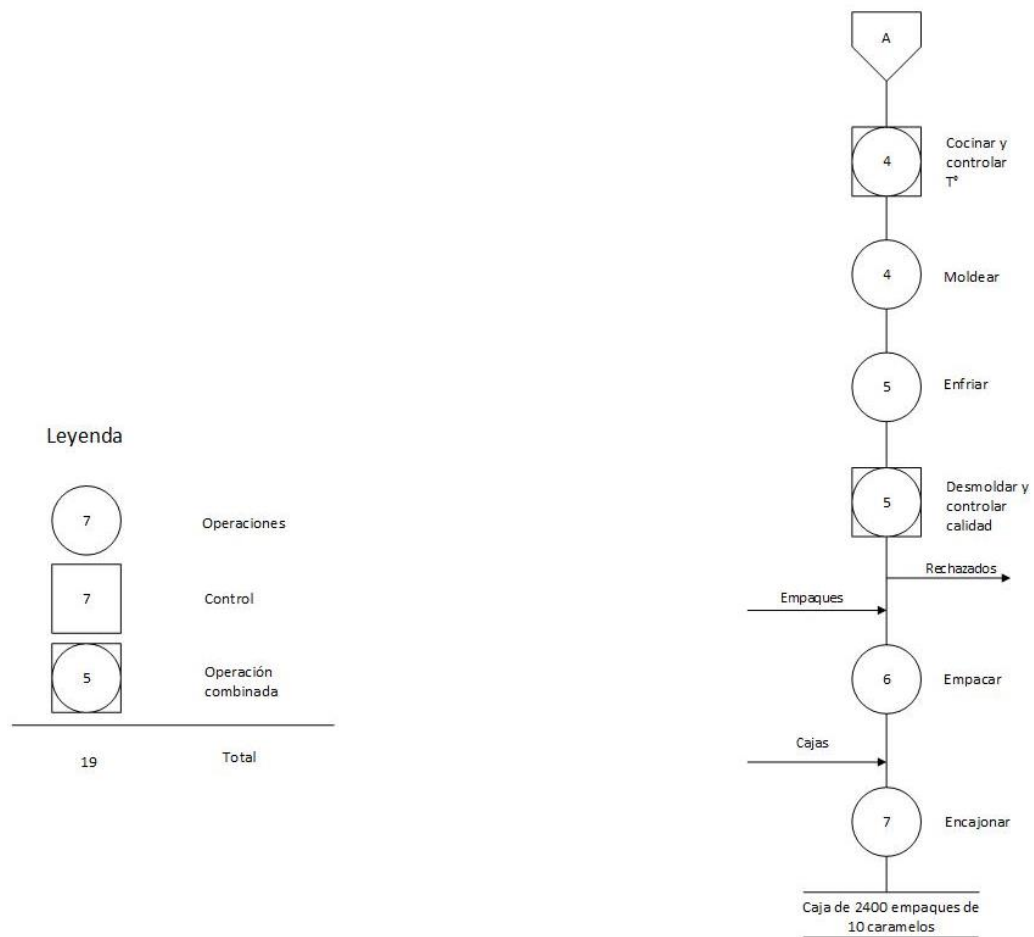 A
4
Cocinar y
controlar
T°
4
Moldear
5
Enfriar
5
Desmoldar y
controlar
calidad
Rechazados
Empaques
6
Empacar
Cajas
7
Encajonar
Caja de 2400 empaques de
10 caramelos
Leyenda
7
Operaciones
7
Control
5
Operación
combinada
19
Total